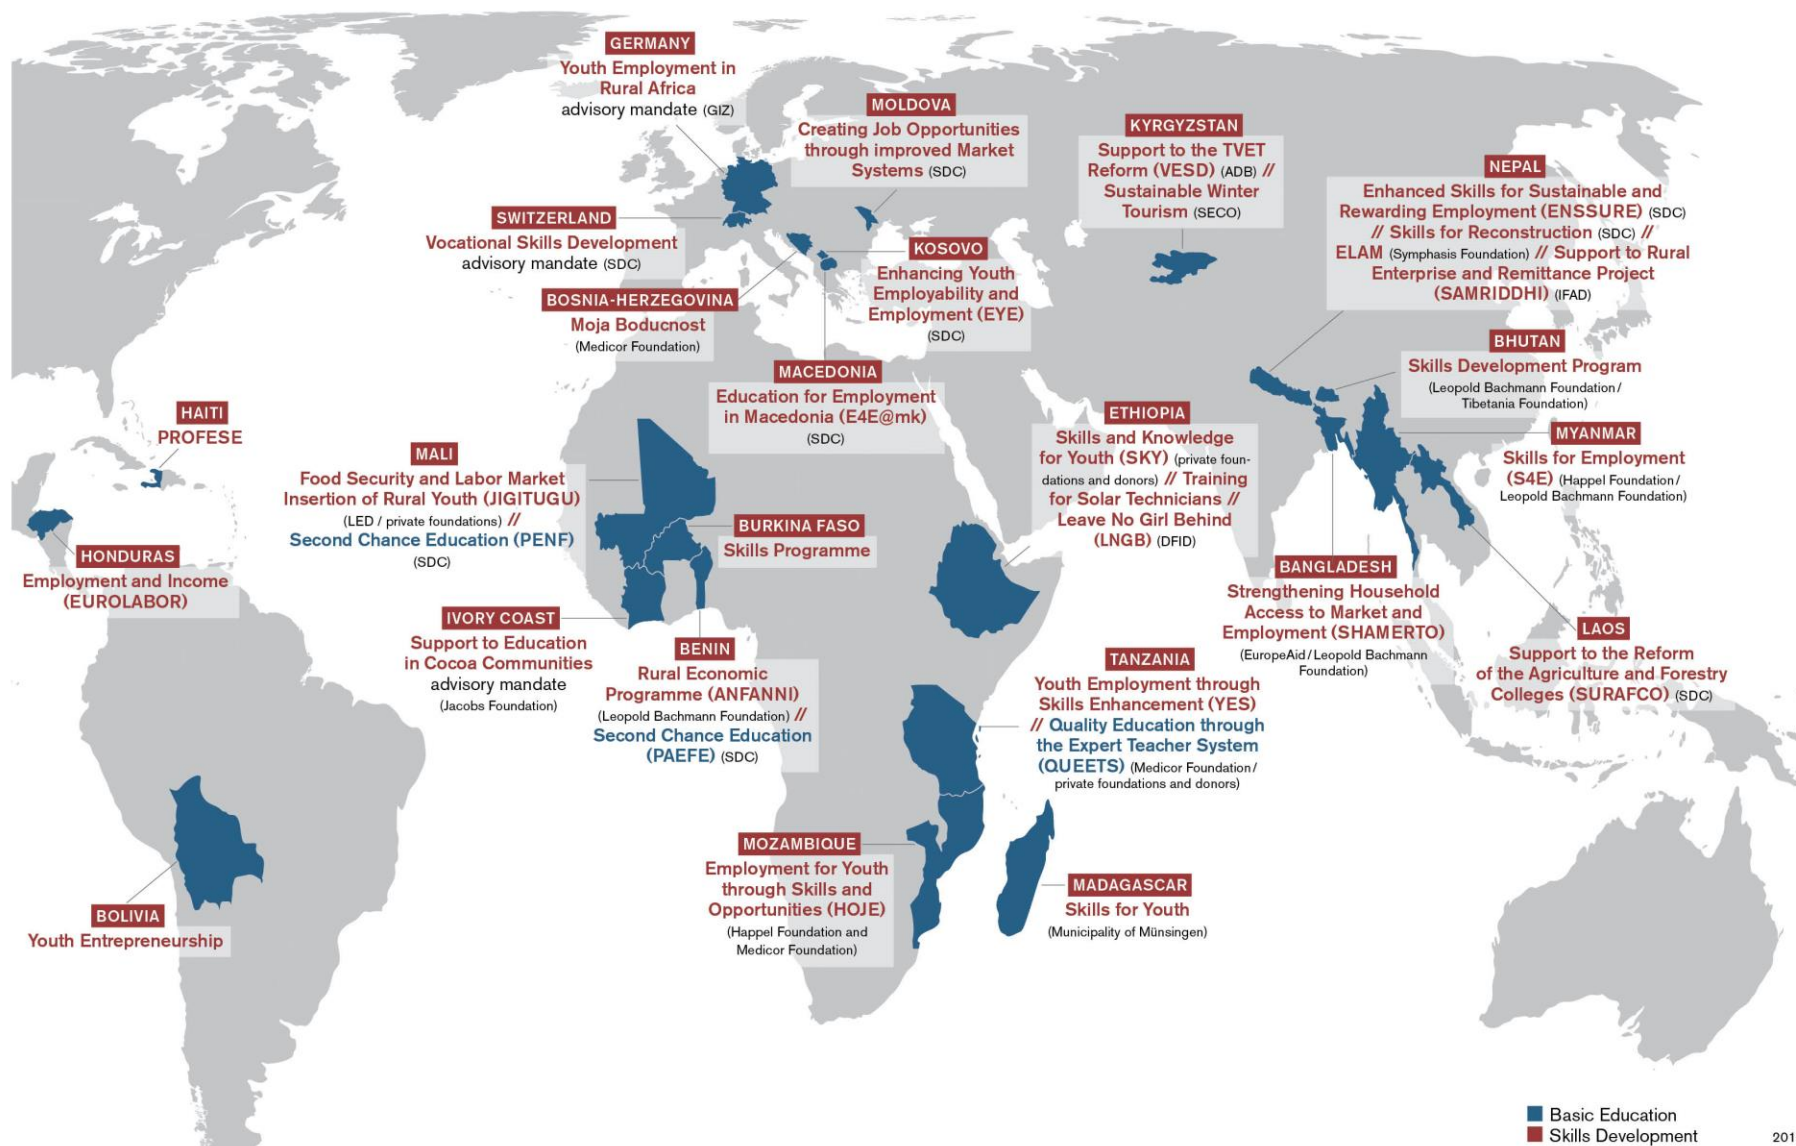 GERMANY
Youth Employment in
Rural Africa
advisory mandate (GIZ)
MOLDOVA
Creating Job Opportunities
through improved Market
Systems (SDC)
KYRGYZSTAN
Support to the TVET
Reform (VESD) (ADB) //
Sustainable Winter
Tourism (SECO)
NEPAL
Enhanced Skills for Sustainable and
Rewarding Employment (ENSSURE) (SDC)
// Skills for Reconstruction (SDC) //
ELAM (Symphasis Foundation) // Support to Rural
Enterprise and Remittance Project
(SAMRIDDHI) (IFAD)
SWITZERLAND
Vocational Skills Development
advisory mandate (SDC)
KOSOVO
Enhancing Youth
Employability and
Employment (EYE)
(SDC)
BOSNIA-HERZEGOVINA
Moja Boducnost
(Medicor Foundation)
BHUTAN
Skills Development Program
(Leopold Bachmann Foundation /
Tibetania Foundation)
MACEDONIA
Education for Employment
in Macedonia (E4E@mk)
(SDC)
HAITI
PROFESE
ETHIOPIA
Skills and Knowledge
for Youth (SKY) (private foun-
dations and donors) // Training
for Solar Technicians //
Leave No Girl Behind
(LNGB) (DFID)
MYANMAR
Skills for Employment
(S4E) (Happel Foundation /
Leopold Bachmann Foundation)
MALI
Food Security and Labor Market
Insertion of Rural Youth (JIGITUGU)
(LED / private foundations) //
Second Chance Education (PENF)
(SDC)
BURKINA FASO
Skills Programme
HONDURAS
Employment and Income
(EUROLABOR)
BANGLADESH
Strengthening Household
Access to Market and
Employment (SHAMERTO)
(EuropeAid / Leopold Bachmann
Foundation)
IVORY COAST
Support to Education
in Cocoa Communities
advisory mandate
(Jacobs Foundation)
BENIN
Rural Economic
Programme (ANFANNI)
(Leopold Bachmann Foundation) //
Second Chance Education
(PAEFE) (SDC)
LAOS
Support to the Reform
of the Agriculture and Forestry
Colleges (SURAFCO) (SDC)
TANZANIA
Youth Employment through
Skills Enhancement (YES)
// Quality Education through
the Expert Teacher System
(QUEETS) (Medicor Foundation /
private foundations and donors)
MOZAMBIQUE
Employment for Youth
through Skills and
Opportunities (HOJE)
(Happel Foundation and
Medicor Foundation)
MADAGASCAR
Skills for Youth
(Municipality of Münsingen)
BOLIVIA
Youth Entrepreneurship
Basic Education
Skills Development
201